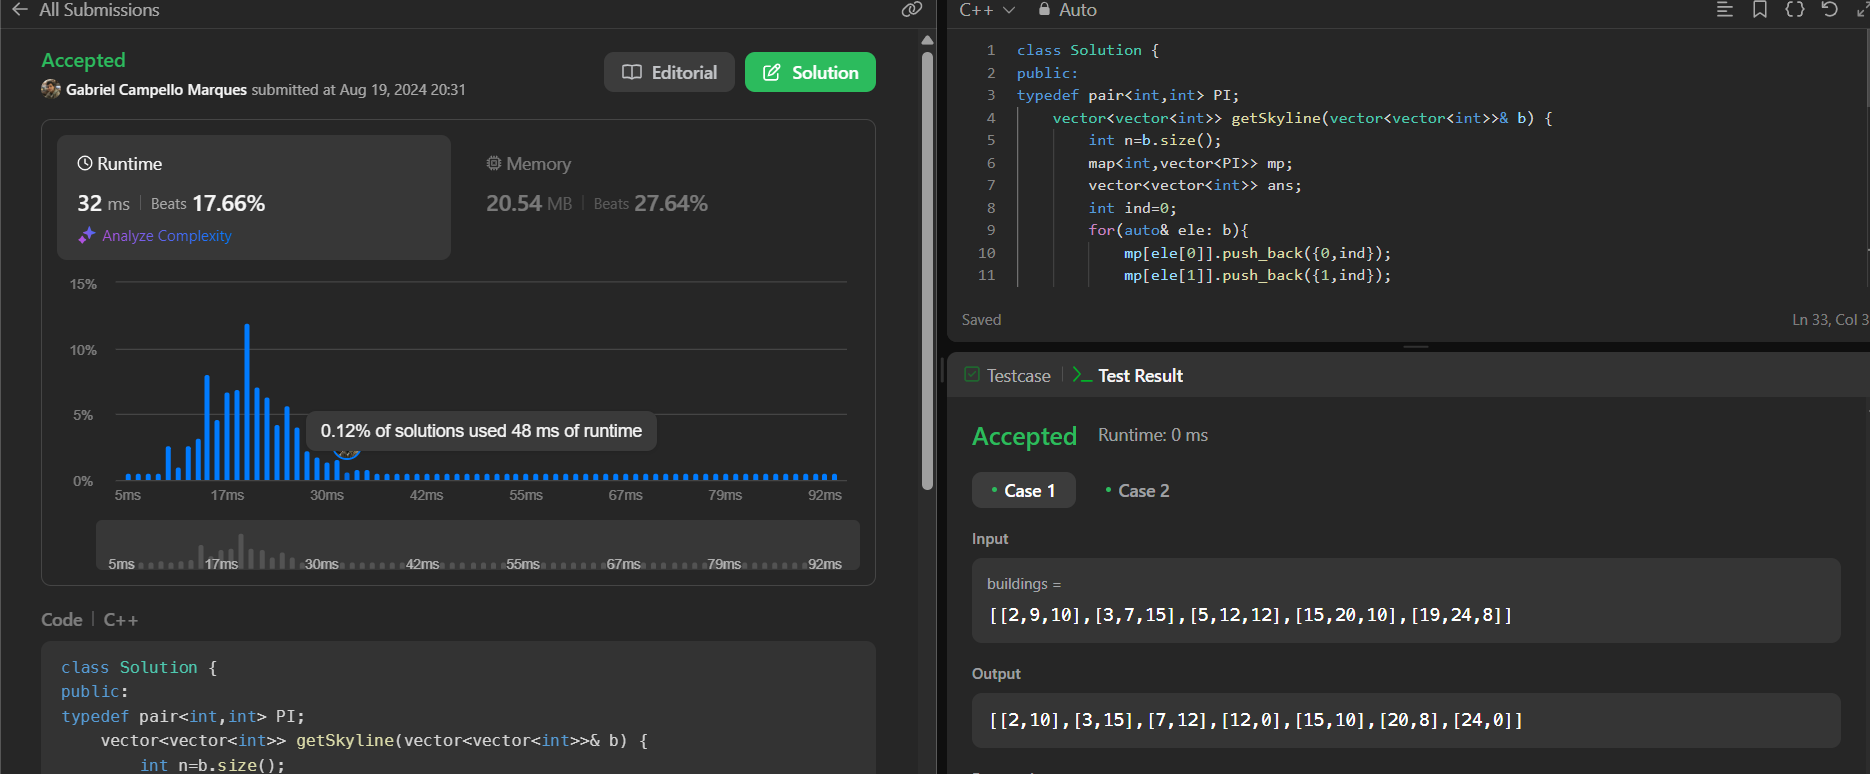 All Submissions
Accepted
Gabriel Campello Marques submitted at Aug 19, 2024 20:31
Editorial
Solution
Runtime
32 ms | Beats 17.66%
Analyze Complexity
Memory
20.54 MB | Beats 27.64%
15%
10%
5%
0%
0.12% of solutions used 48 ms of runtime
5ms 17ms 30ms 42ms 55ms 67ms 79ms 92ms
5ms 17ms 30ms 42ms 55ms 67ms 79ms 92ms
Code | C++
class Solution {
public:
typedef pair<int,int> PI;
    vector<vector<int>> getSkyline(vector<vector<int>>& b) {
        int n=b.size();
C++ Auto
1 class Solution {
2 public:
3 typedef pair<int,int> PI;
4     vector<vector<int>> getSkyline(vector<vector<int>>& b) {
5         int n=b.size();
6         map<int,vector<PI>> mp;
7         vector<vector<int>> ans;
8         int ind=0;
9         for(auto& ele: b){
10             mp[ele[0]].push_back({0,ind});
11             mp[ele[1]].push_back({1,ind});
Saved
Ln 33, Col 3
Testcase | >_ Test Result
Accepted Runtime: 0 ms
• Case 1 • Case 2
Input
buildings =
[[2,9,10],[3,7,15],[5,12,12],[15,20,10],[19,24,8]]
Output
[[2,10],[3,15],[7,12],[12,0],[15,10],[20,8],[24,0]]